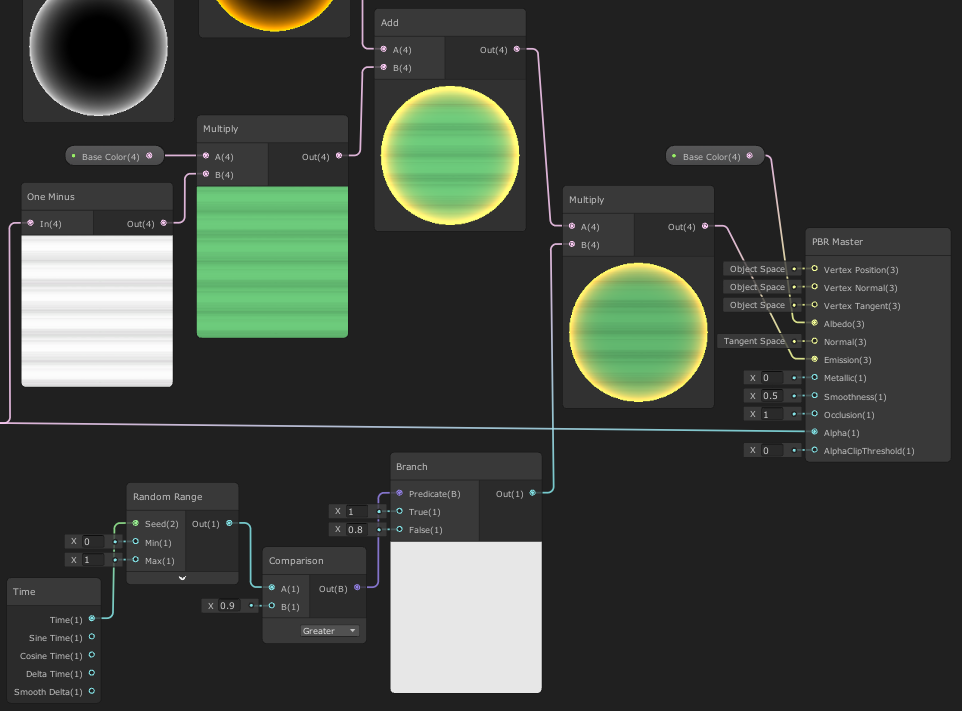 Add
A(4) Out(4)
B(4)
Multiply
A(4) Out(4)
B(4)
Base Color(4)
One Minus
In(4) Out(4)
Base Color(4)
Multiply
A(4) Out(4)
B(4)
PBR Master
Object Space Vertex Position(3)
Object Space Vertex Normal(3)
Object Space Vertex Tangent(3)
Albedo(3)
Tangent Space Normal(3)
Emission(3)
X 0 Metallic(1)
X 0.5 Smoothness(1)
X 1 Occlusion(1)
Alpha(1)
X 0 AlphaClipThreshold(1)
Branch
Predicate(B) Out(1)
X 1 True(1)
X 0.8 False(1)
Random Range
Seed(2) Out(1)
X 0 Min(1)
X 1 Max(1)
Comparison
A(1) Out(B)
X 0.9 B(1)
Greater
Time
Time(1)
Sine Time(1)
Cosine Time(1)
Delta Time(1)
Smooth Delta(1)